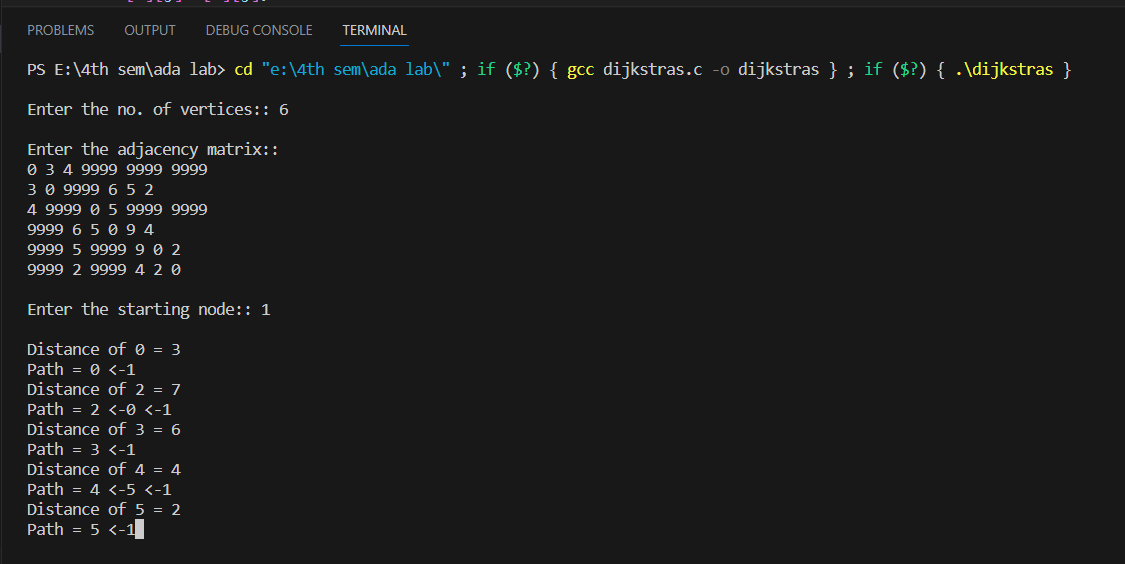 PROBLEMS OUTPUT DEBUG CONSOLE TERMINAL
PS E:\4th sem\ada lab> cd "e:\4th sem\ada lab\" ; if ($?) { gcc dijkstras.c -o dijkstras } ; if ($?) { .\dijkstras }
Enter the no. of vertices:: 6
Enter the adjacency matrix::
0 3 4 9999 9999 9999
3 0 9999 6 5 2
4 9999 0 5 9999 9999
9999 6 5 0 9 4
9999 5 9999 9 0 2
9999 2 9999 4 2 0
Enter the starting node:: 1
Distance of 0 = 3
Path = 0 <-1
Distance of 2 = 7
Path = 2 <-0 <-1
Distance of 3 = 6
Path = 3 <-1
Distance of 4 = 4
Path = 4 <-5 <-1
Distance of 5 = 2
Path = 5 <-1